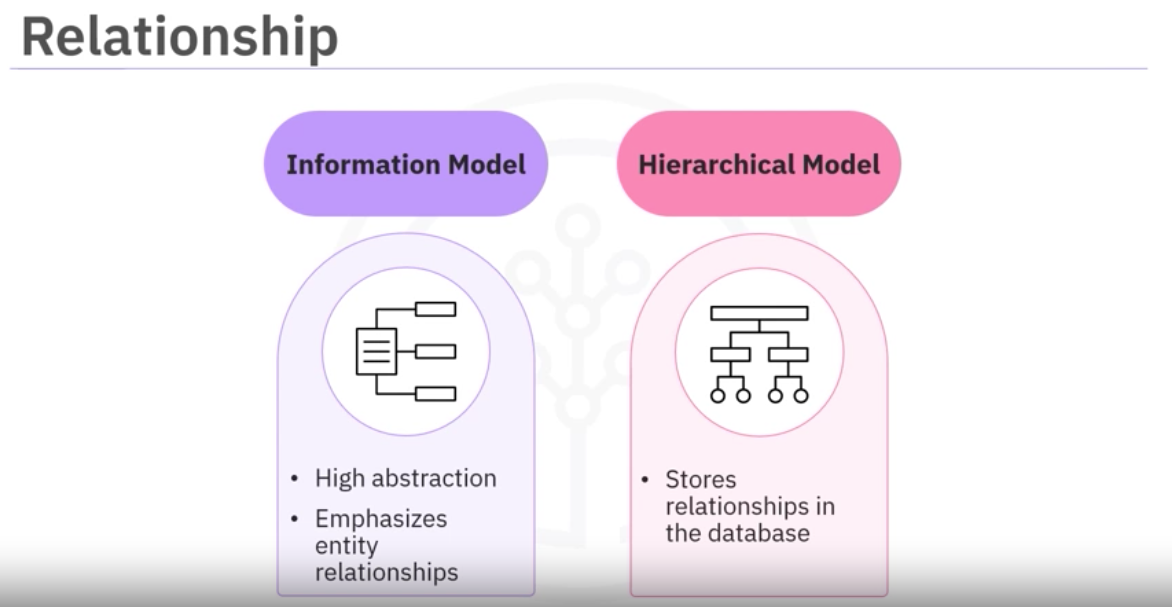 Relationship
Information Model
Hierarchical Model
• High abstraction
• Emphasizes
entity
relationships
• Stores
relationships in
the database